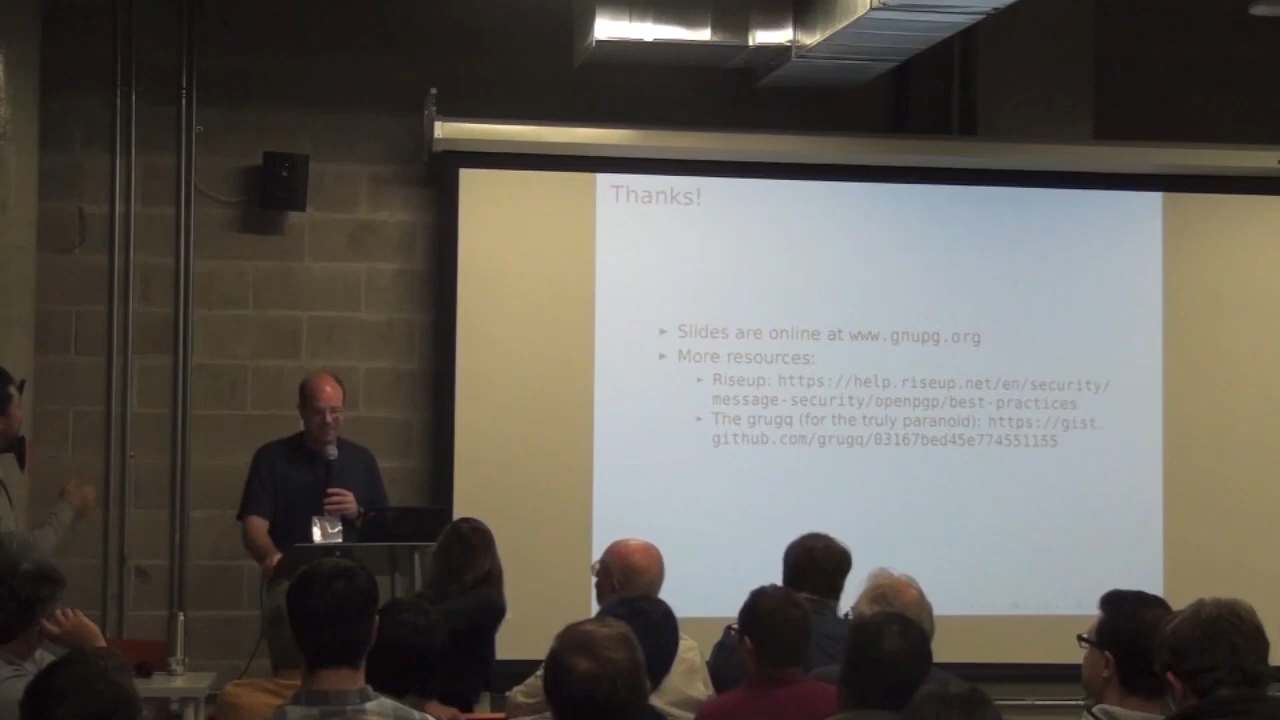 Thanks!
Slides are online at www.gnupg.org
More resources:
Riseup: https://help.riseup.net/en/security/
message-security/openpgp/best-practices
The grugq (for the truly paranoid): https://gist.
github.com/grugq/03167bed45e774551155